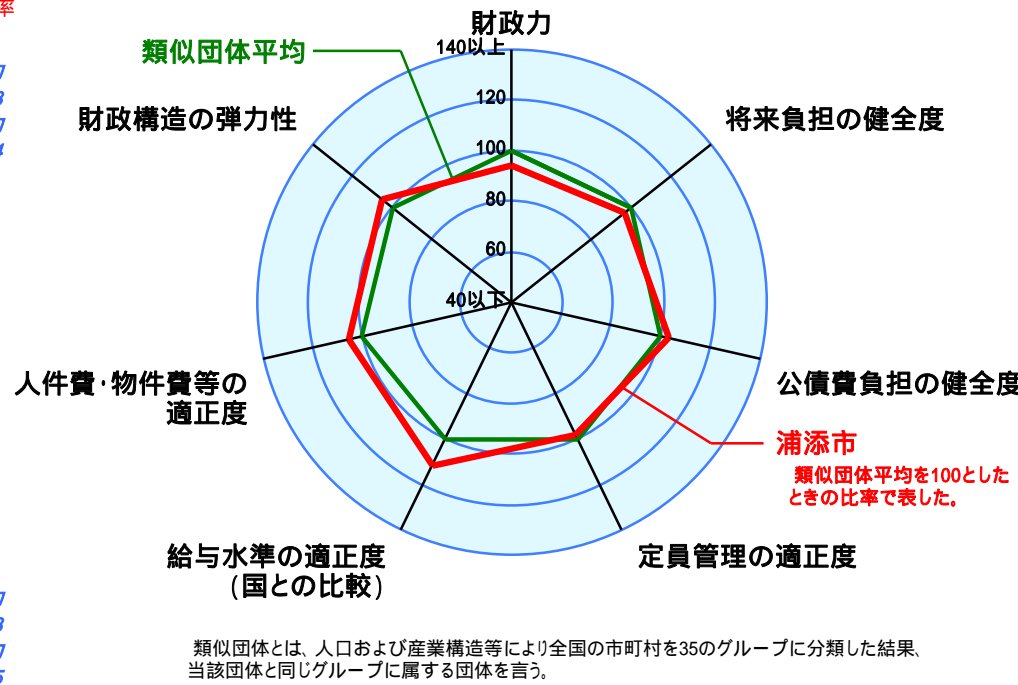 率
財政力
140以上
類似団体平均
120
財政構造の弾力性
将来負担の健全度
100
80
60
40以下
人件費・物件費等の
適正度
公債費負担の健全度
浦添市
類似団体平均を100とした
ときの比率で表した。
給与水準の適正度
(国との比較)
定員管理の適正度
類似団体とは、人口および産業構造等により全国の市町村を35のグループに分類した結果、
当該団体と同じグループに属する団体を言う。